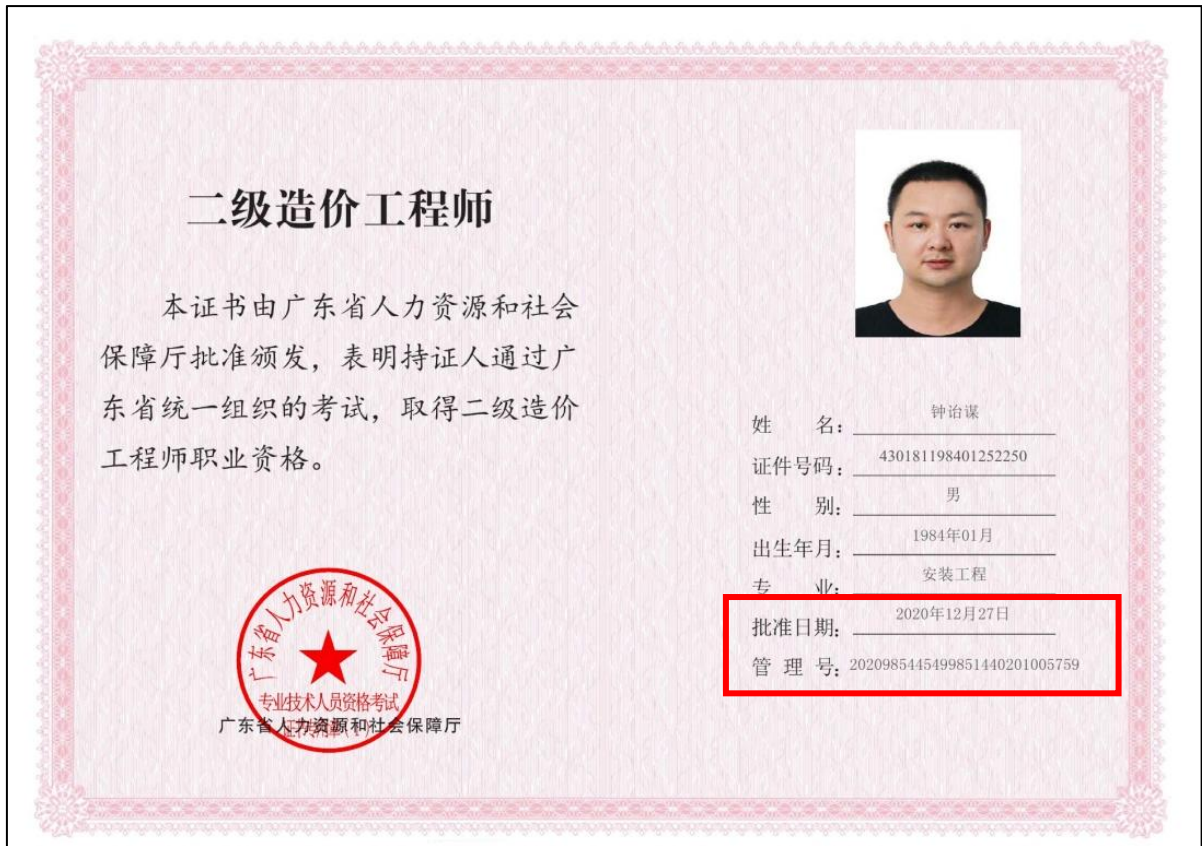 二级造价工程师
本证书由广东省人力资源和社会
保障厅批准颁发，表明持证人通过广
东省统一组织的考试，取得二级造价
工程师职业资格。
广东省人力资源和社会保障厅
专业技术人员资格考试
广东省人力资源和社会保障厅
姓 名：钟诒谋
证件号码：430181198401252250
性 别：男
出生年月：1984年01月
专 业：安装工程
批准日期：2020年12月27日
管 理 号：20209854454999851440201005759